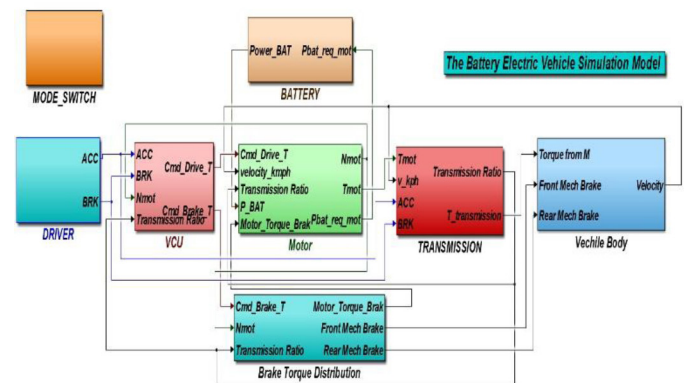 Power_BAT Pbat_req_mot
BATTERY
The Battery Electric Vehicle Simulation Model
MODE_SWITCH
ACC
BRK
DRIVER
ACC
BRK
Nmot
Transmission Ratio
Cmd_Drive_T
Cmd_Brake_T
VCU
Cmd_Drive_T
velocity_kmph
Transmission Ratio
P_BAT
Motor_Torque_Brak
Nmot
Tmot
Pbat_req_mot
Motor
Tmot
v_kph
ACC
BRK
Transmission Ratio
T_transmission
TRANSMISSION
Torque from M
Front Mech Brake
Rear Mech Brake
Velocity
Vechile Body
Cmd_Brake_T
Nmot
Transmission Ratio
Motor_Torque_Brak
Front Mech Brake
Rear Mech Brake
Brake Torque Distribution